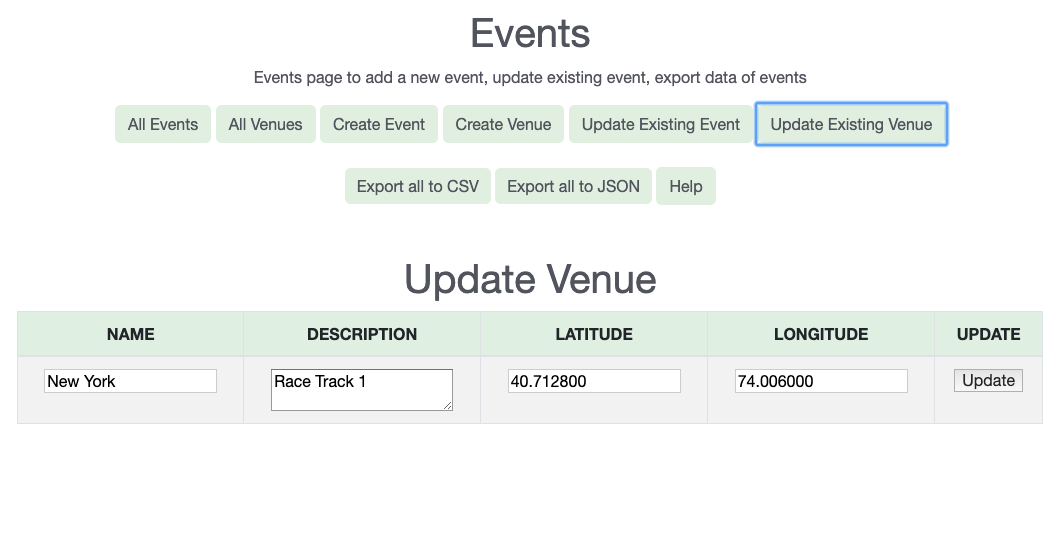 Events
Events page to add a new event, update existing event, export data of events
All Events All Venues Create Event Create Venue Update Existing Event Update Existing Venue
Export all to CSV Export all to JSON Help
Update Venue
NAME DESCRIPTION LATITUDE LONGITUDE UPDATE
New York Race Track 1 40.712800 74.006000 Update